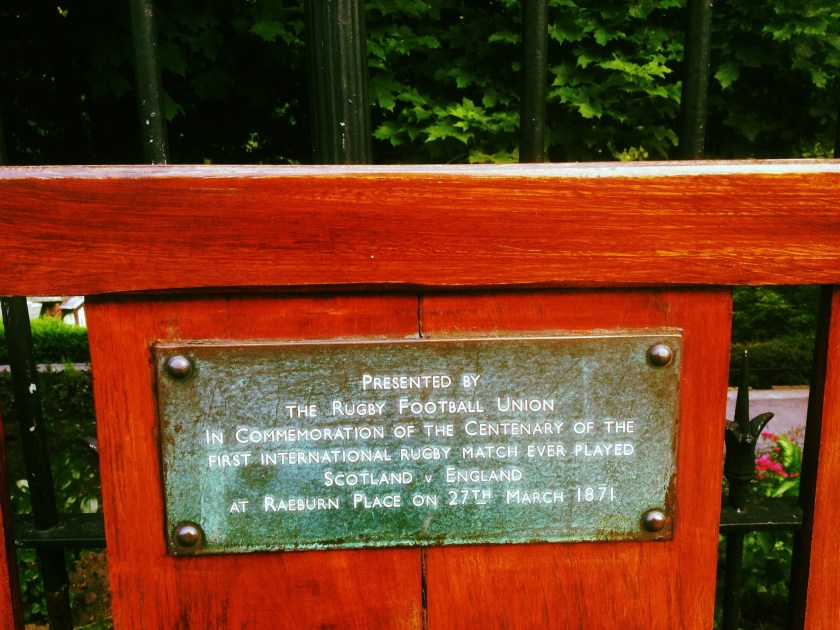 Presented by
the Rugby Football Union
In Commemoration of the Centenary of the
first international rugby match ever played
Scotland v England
at Raeburn Place on 27th March 1871